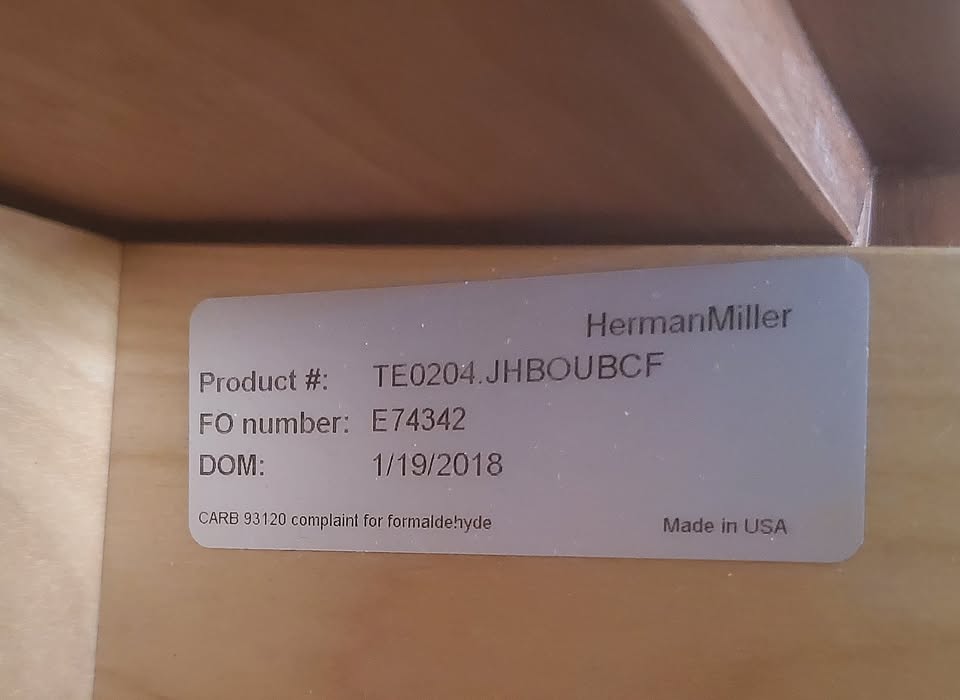 HermanMiller
Product #: TE0204.JHBOUBCF
FO number: E74342
DOM: 1/19/2018
CARB 93120 complaint for formaldehyde
Made in USA